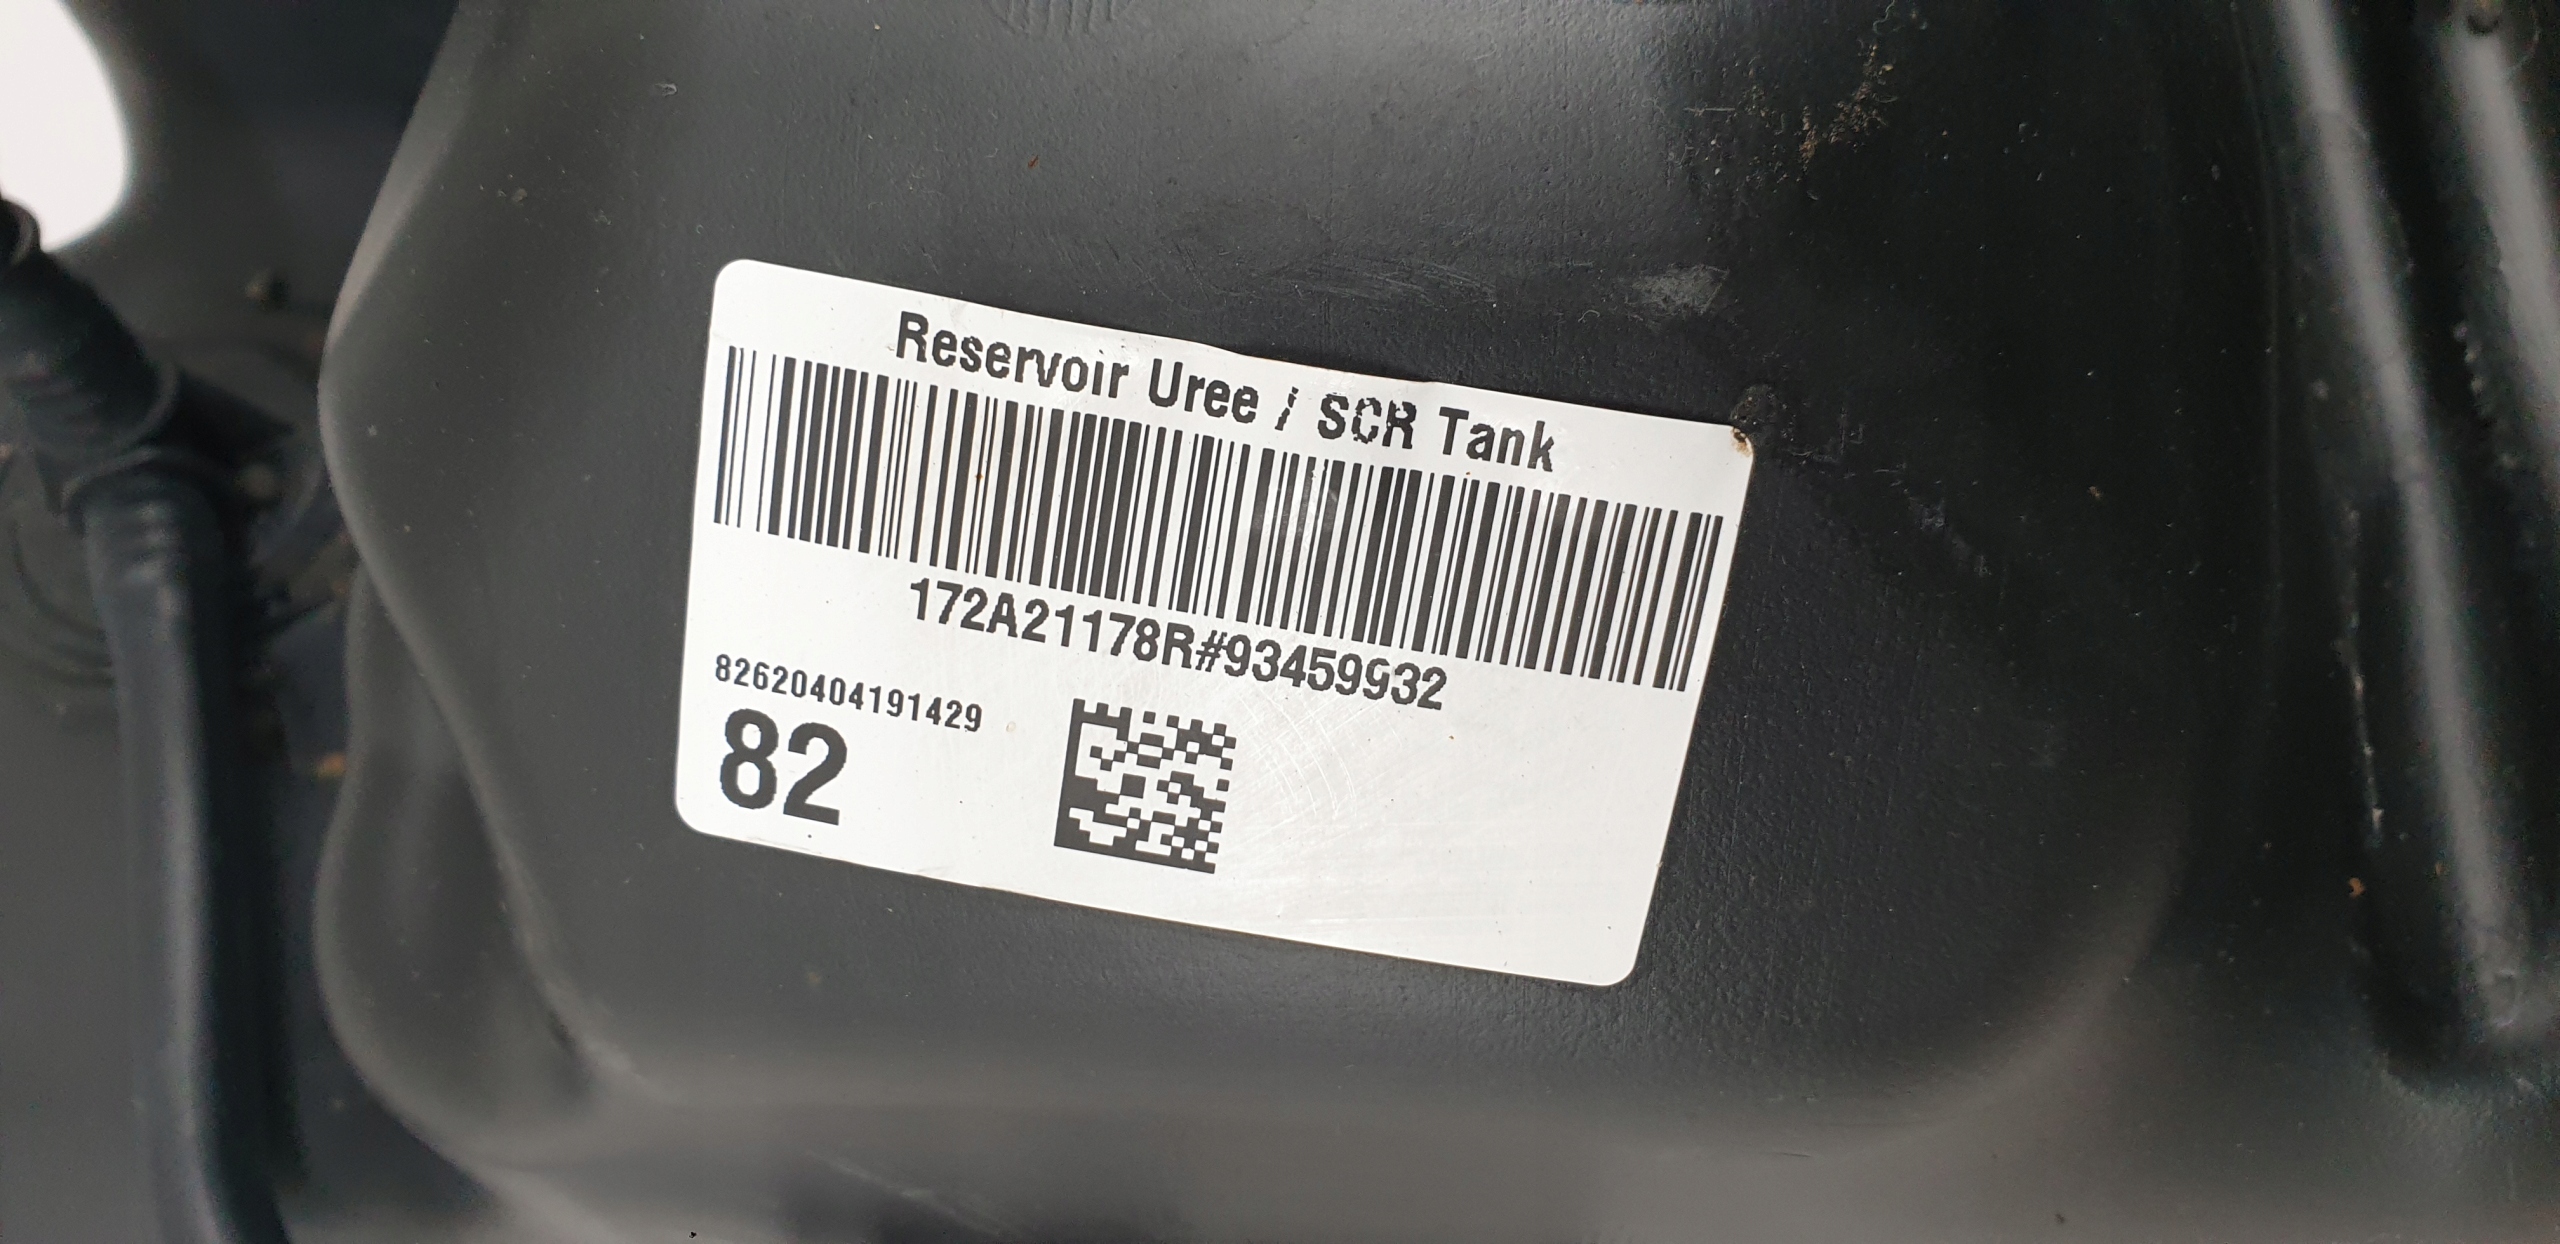 Reservoir Uree / SCR Tank
172A21178R#93459932
82620404191429
82